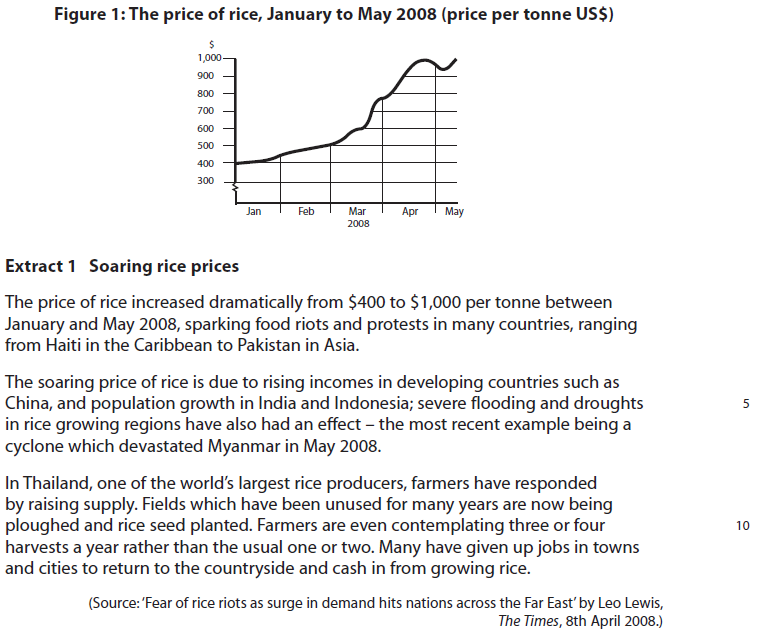 Figure 1: The price of rice, January to May 2008 (price per tonne US$)
$
1,000
900
800
700
600
500
400
300
Jan Feb Mar Apr May
2008
Extract 1 Soaring rice prices
The price of rice increased dramatically from $400 to $1,000 per tonne between
January and May 2008, sparking food riots and protests in many countries, ranging
from Haiti in the Caribbean to Pakistan in Asia.
The soaring price of rice is due to rising incomes in developing countries such as
China, and population growth in India and Indonesia; severe flooding and droughts 5
in rice growing regions have also had an effect – the most recent example being a
cyclone which devastated Myanmar in May 2008.
In Thailand, one of the world's largest rice producers, farmers have responded
by raising supply. Fields which have been unused for many years are now being
ploughed and rice seed planted. Farmers are even contemplating three or four 10
harvests a year rather than the usual one or two. Many have given up jobs in towns
and cities to return to the countryside and cash in from growing rice.
(Source: 'Fear of rice riots as surge in demand hits nations across the Far East' by Leo Lewis,
The Times, 8th April 2008.)